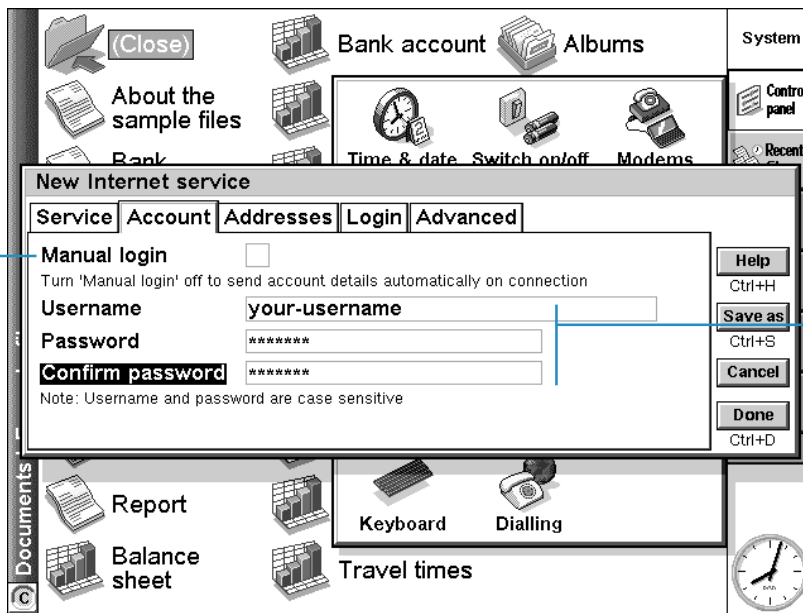 (Close)
Bank account
Albums
System
About the
sample files
Time & date
Switch on/off
Modems
Control
panel
Recent
Bank
New Internet service
Service
Account
Addresses
Login
Advanced
Manual login
Turn 'Manual login' off to send account details automatically on connection
Username
your-username
Password
*******
Confirm password
*******
Note: Username and password are case sensitive
Help
Ctrl+H
Save as
Ctrl+S
Cancel
Done
Ctrl+D
Documents
Report
Keyboard
Dialling
Balance
sheet
Travel times
C